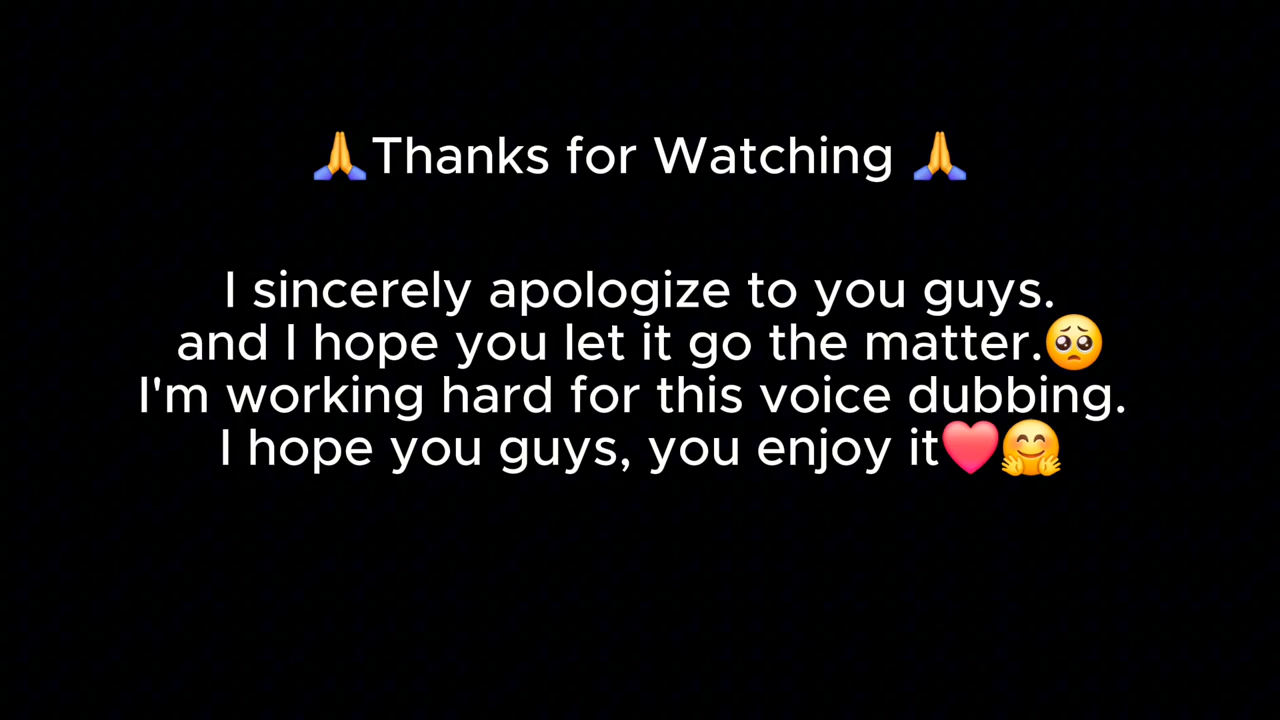 🙏Thanks for Watching 🙏
I sincerely apologize to you guys.
and I hope you let it go the matter.🥺
I'm working hard for this voice dubbing.
I hope you guys, you enjoy it❤️🤗